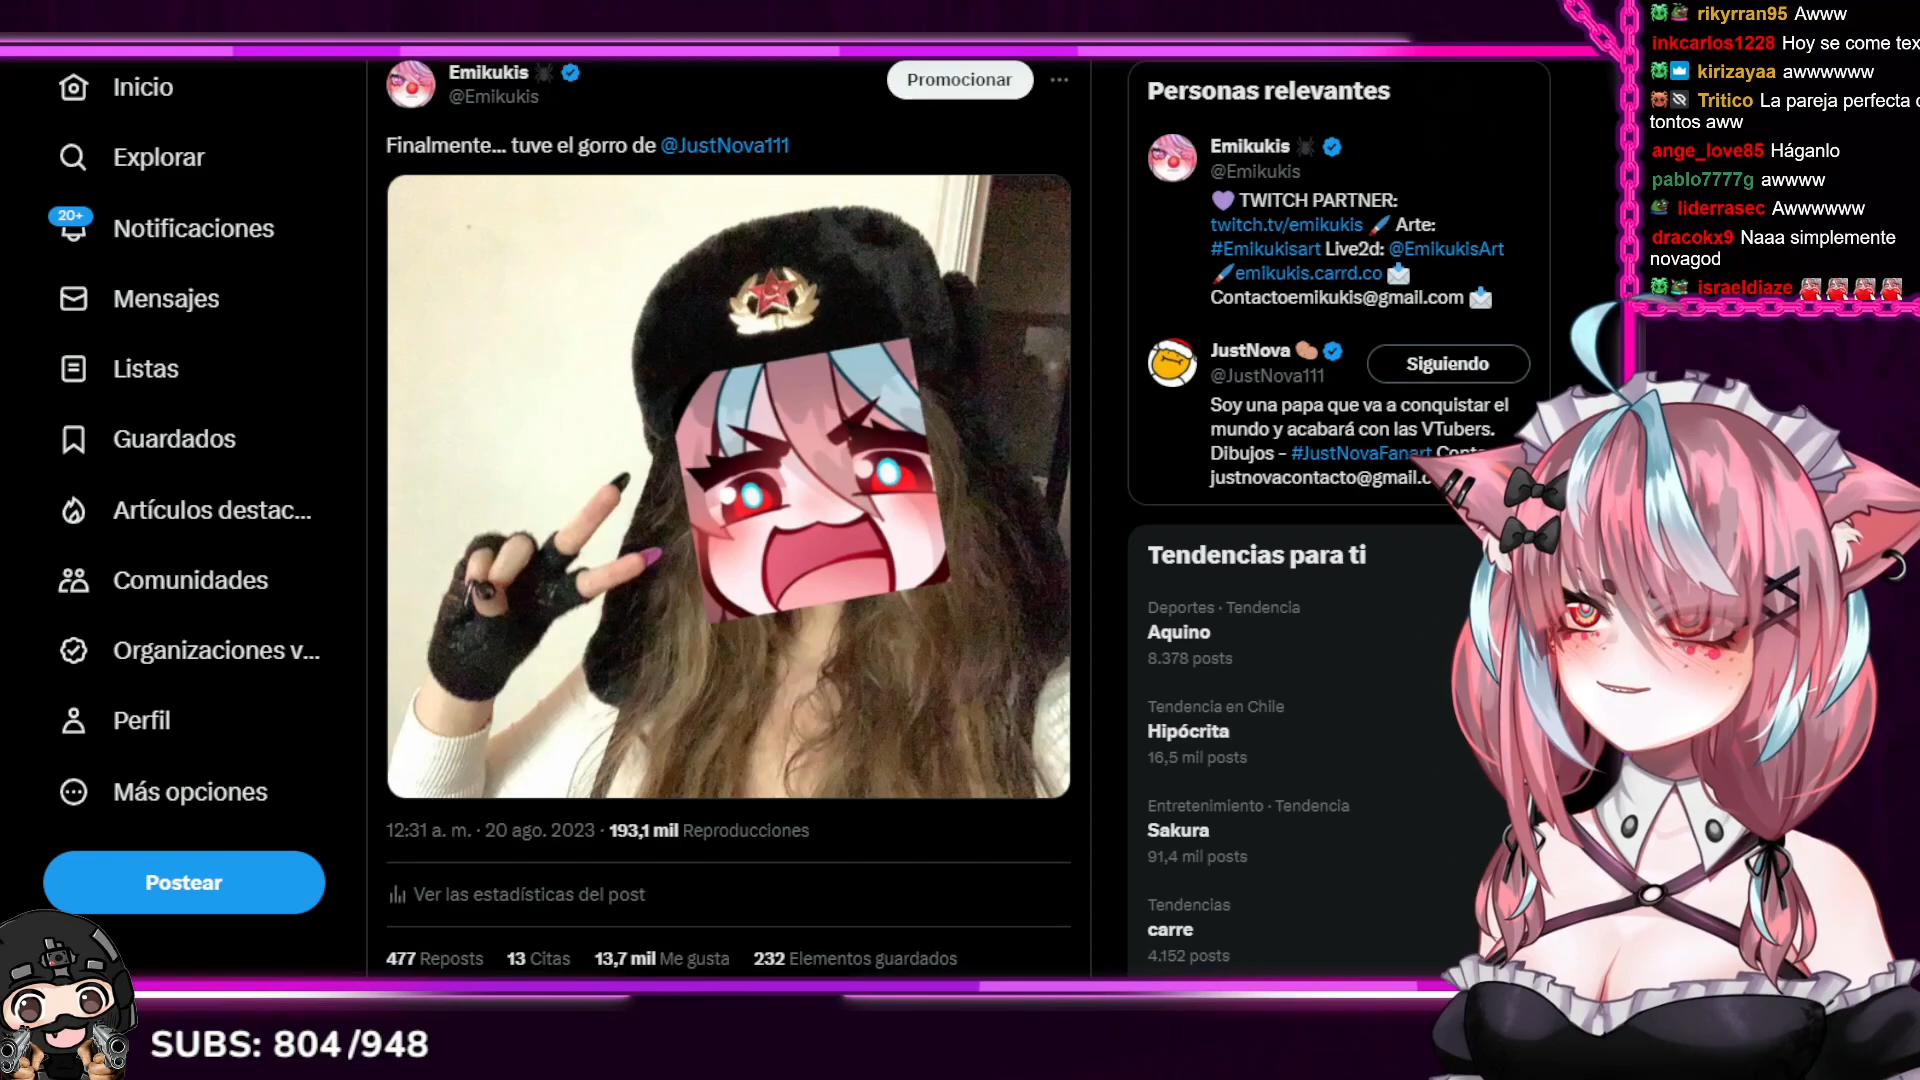 Inicio
Explorar
20+
Notificaciones
Mensajes
Listas
Guardados
Artículos destac...
Comunidades
Organizaciones v...
Perfil
Más opciones
Postear
Emikukis
@Emikukis
Promocionar
Finalmente... tuve el gorro de @JustNova111
12:31 a. m. · 20 ago. 2023 · 193,1 mil Reproducciones
Ver las estadísticas del post
477 Reposts 13 Citas 13,7 mil Me gusta 232 Elementos guardados
Personas relevantes
Emikukis
@Emikukis
TWITCH PARTNER:
twitch.tv/emikukis Arte:
#Emikukisart Live2d: @EmikukisArt
emikukis.carrd.co
Contactoemikukis@gmail.com
JustNova
@JustNova111
Siguiendo
Soy una papa que va a conquistar el
mundo y acabará con las VTubers.
Dibujos - #JustNovaFanart
justnovacontacto@gmail.c
Tendencias para ti
Deportes · Tendencia
Aquino
8.378 posts
Tendencia en Chile
Hipócrita
16,5 mil posts
Entretenimiento · Tendencia
Sakura
91,4 mil posts
Tendencias
carre
4.152 posts
rikyrran95 Awww
inkcarlos1228 Hoy se come tex
kirizayaa awwwwww
Tritico La pareja perfecta
tontos aww
ange_love85 Háganlo
pablo7777g awwww
liderrasec Awwwwww
dracokx9 Naaa simplemente
novagod
israeldiaze
SUBS: 804/948